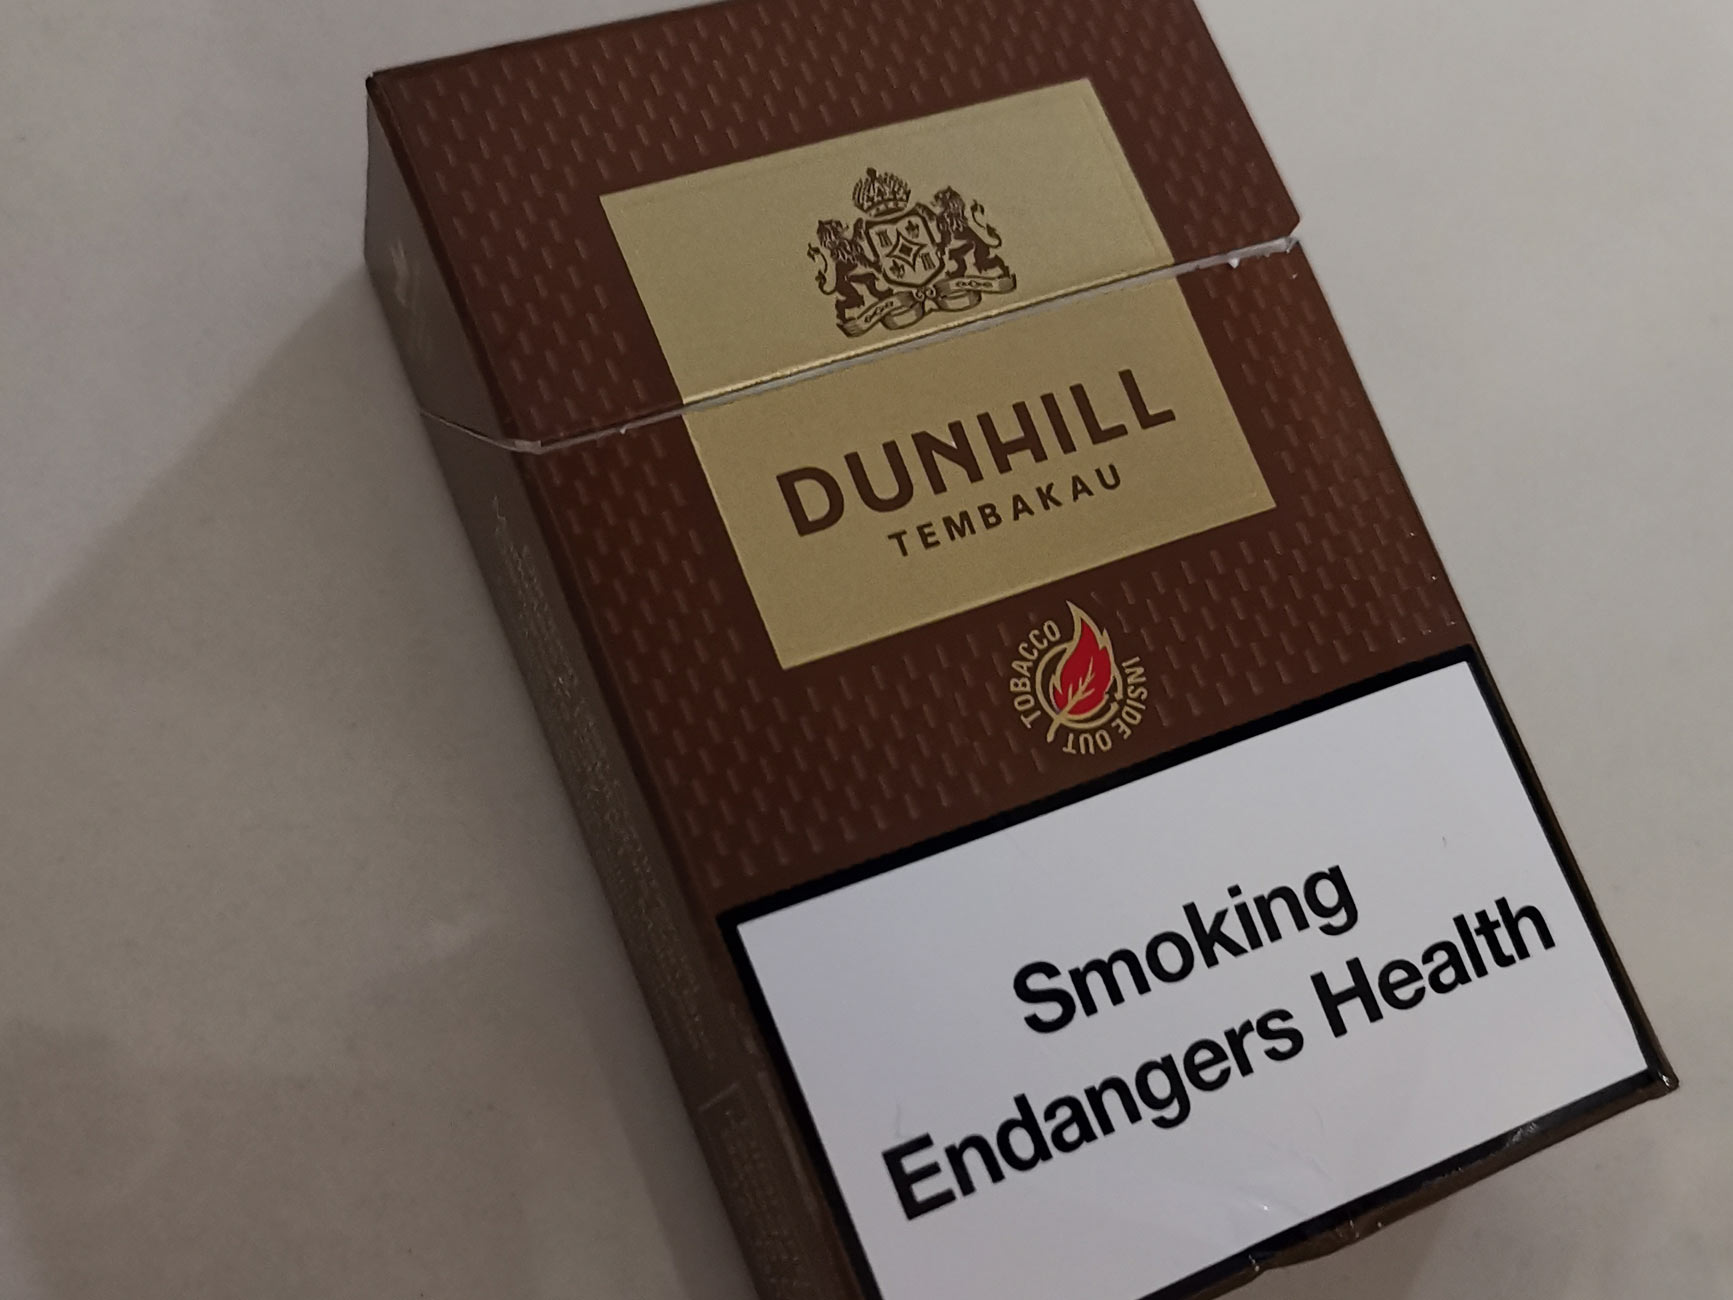 DUNHILL
TEMBAKAU
TOBACCO INSIDE OUT
Smoking
Endangers Health